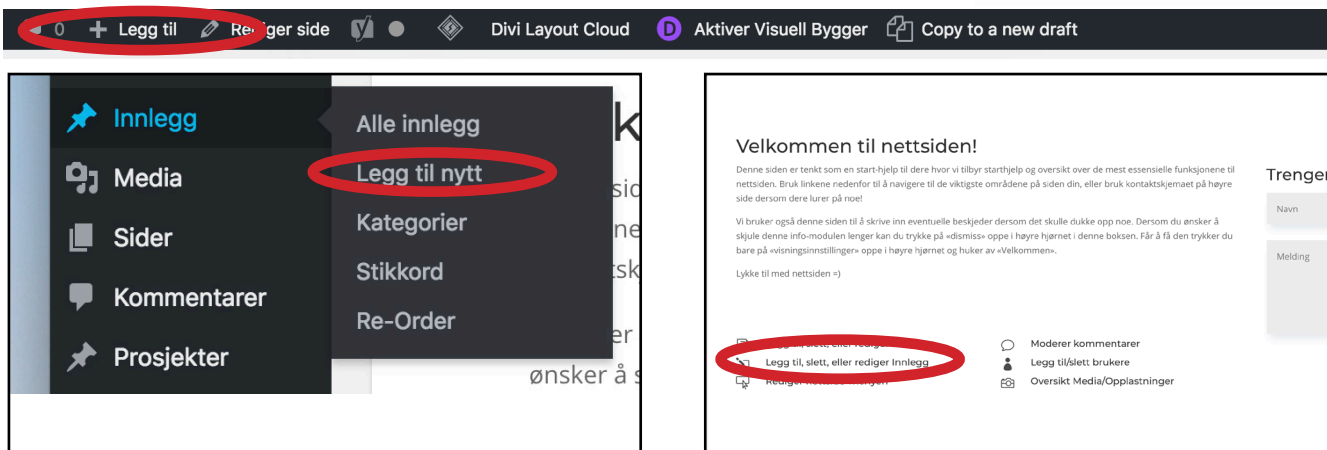 0 Legg til Rediger side Divi Layout Cloud D Aktiver Visuell Bygger Copy to a new draft
Innlegg
Media
Sider
Kommentarer
Prosjekter
Alle innlegg
Legg til nytt
Kategorier
Stikkord
Re-Order
k
sid
ne
tsk
er
ønsker å s
Velkommen til nettsiden!
Denne siden er tenkt som en start-hjelp til dere hvor vi tilbyr starthjelp og oversikt over de mest essensielle funksjonene til
nettsiden. Bruk linkene nedenfor til å navigere til de viktigste områdene på siden din, eller bruk kontaktskjemaet på høyre
side dersom dere lurer på noe!
Vi bruker også denne siden til å skrive inn eventuelle beskjeder dersom det skulle dukke opp noe. Dersom du ønsker å
skjule denne info-modulen lenger kan du trykke på «dismiss» oppe i høyre hjørnet i denne boksen. Får å få den trykker du
bare på «visningsinnstillinger» oppe i høyre hjørnet og huker av «Velkommen».
Lykke til med nettsiden =)
Legg til, slett, eller rediger Innlegg
Moderer kommentarer
Legg til/slett brukere
Oversikt Media/Opplastninger
Trenger
Navn
Melding